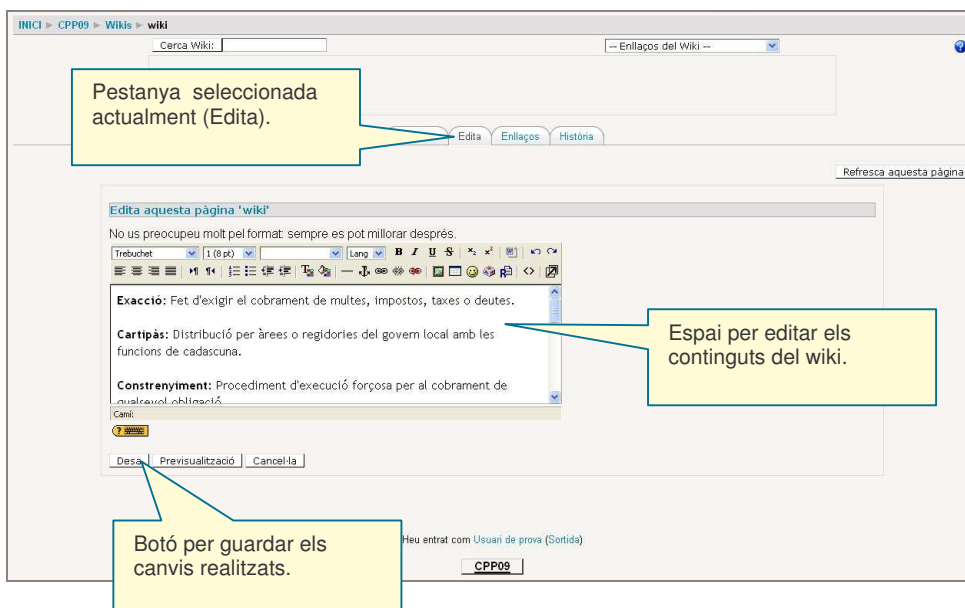 INICI ► CPP09 ► Wikis ► wiki
Cerca Wiki:
-- Enllaços del Wiki --
Pestanya seleccionada
actualment (Edita).
Edita Enllaços Història
Refresca aquesta pàgina
Edita aquesta pàgina 'wiki'
No us preocupeu molt pel format: sempre es pot millorar després.
Trebuchet 1 (8 pt) Lang B I U S
Exacció: Fet d'exigir el cobrament de multes, impostos, taxes o deutes.
Cartipàs: Distribució per àrees o regidories del govern local amb les
funcions de cadascuna.
Constrenyiment: Procediment d'execució forçosa per al cobrament de
qualsevol obligació
Espai per editar els
continguts del wiki.
Camí:
Desa Previsualització Cancel·la
Botó per guardar els
canvis realitzats.
Heu entrat com Usuari de prova (Sortida)
CPP09